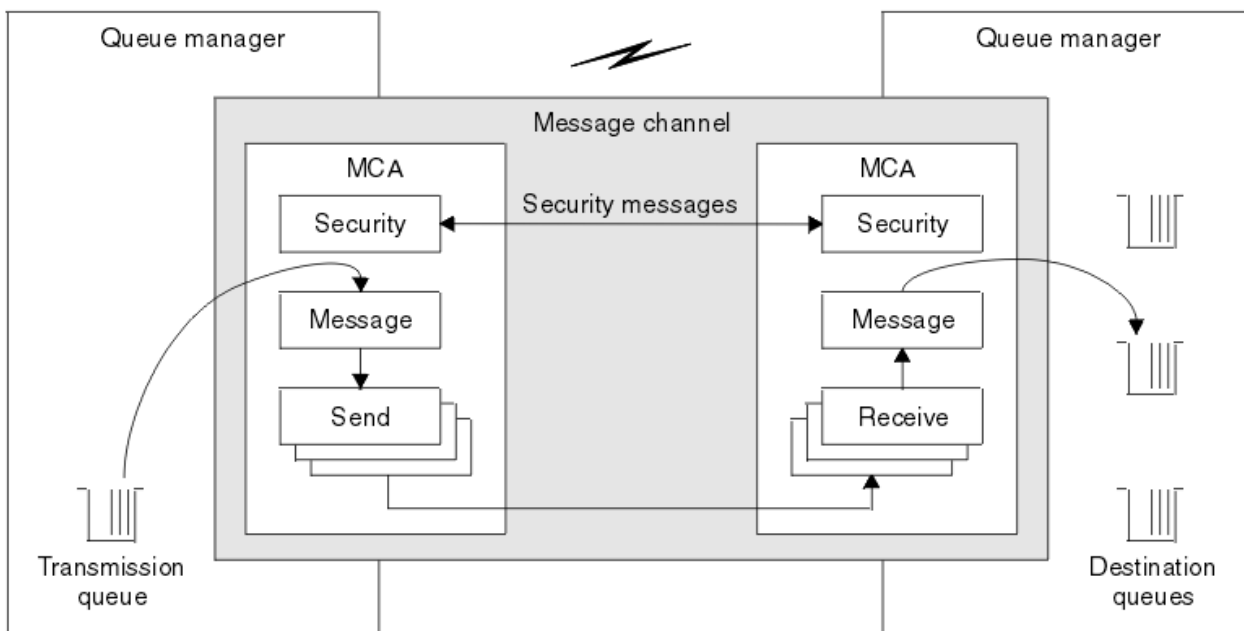 Queue manager
Queue manager
Message channel
MCA
MCA
Security
Security messages
Security
Message
Message
Send
Receive
Transmission
queue
Destination
queues